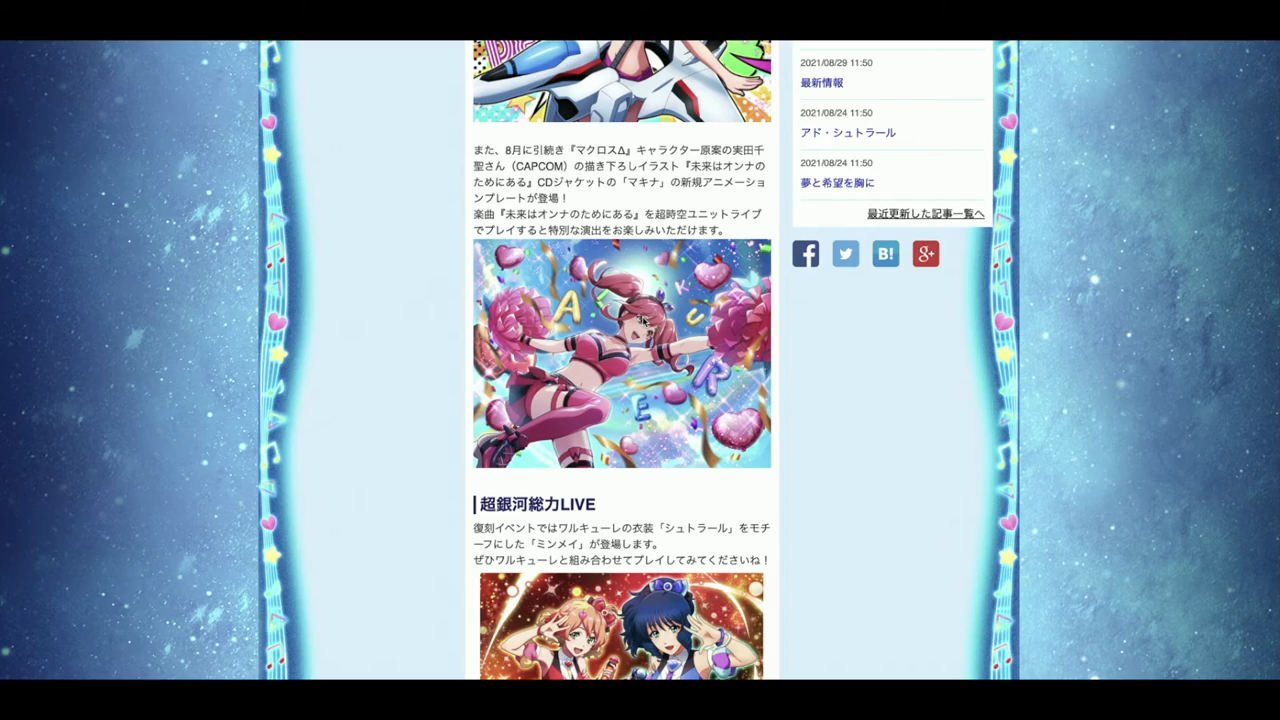 また、8月に引続き『マクロスΔ』キャラクター原案の実田千
聖さん（CAPCOM）の描き下ろしイラスト『未来はオンナの
ためにある』CDジャケットの「マキナ」の新規アニメーショ
ンプレートが登場！
楽曲『未来はオンナのためにある』を超時空ユニットライブ
でプレイすると特別な演出をお楽しみいただけます。
A
K
U
R
E
超銀河総力LIVE
復刻イベントではワルキューレの衣装「シュトラール」をモチ
ーフにした「ミンメイ」が登場します。
ぜひワルキューレと組み合わせてプレイしてみてくださいね！
2021/08/29 11:50
最新情報
2021/08/24 11:50
アド・シュトラール
2021/08/24 11:50
夢と希望を胸に
最近更新した記事一覧へ
f
B!
g+